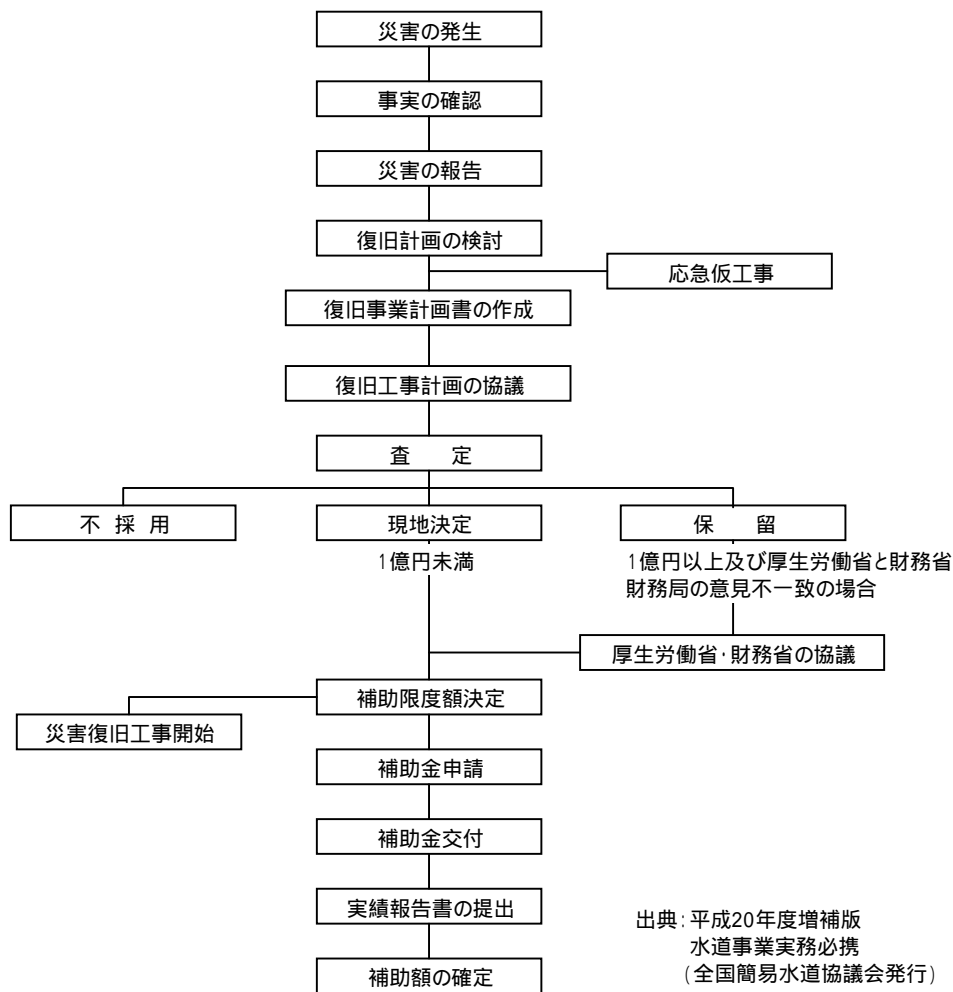 災害の発生
事実の確認
災害の報告
復旧計画の検討
応急仮工事
復旧事業計画書の作成
復旧工事計画の協議
査　　定
不 採 用
現地決定
保　　留
1億円未満
1億円以上及び厚生労働省と財務省
財務局の意見不一致の場合
厚生労働省・財務省の協議
補助限度額決定
災害復旧工事開始
補助金申請
補助金交付
実績報告書の提出
補助額の確定
出典：平成20年度増補版
水道事業実務必携
(全国簡易水道協議会発行)